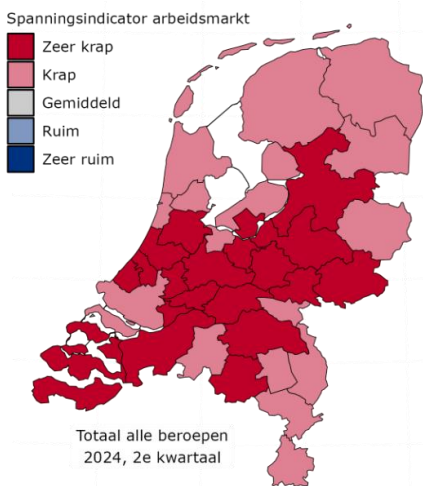 Spanningsindicator arbeidsmarkt
Zeer krap
Krap
Gemiddeld
Ruim
Zeer ruim
Totaal alle beroepen
2024, 2e kwartaal